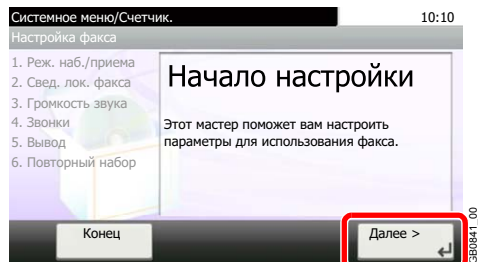 Системное меню/Счетчик. 10:10
Настройка факса
1. Реж. наб./приема
2. Свед. лок. факса
3. Громкость звука
4. Звонки
5. Вывод
6. Повторный набор
Начало настройки
Этот мастер поможет вам настроить
параметры для использования факса.
Конец
Далее >
GB0841_00